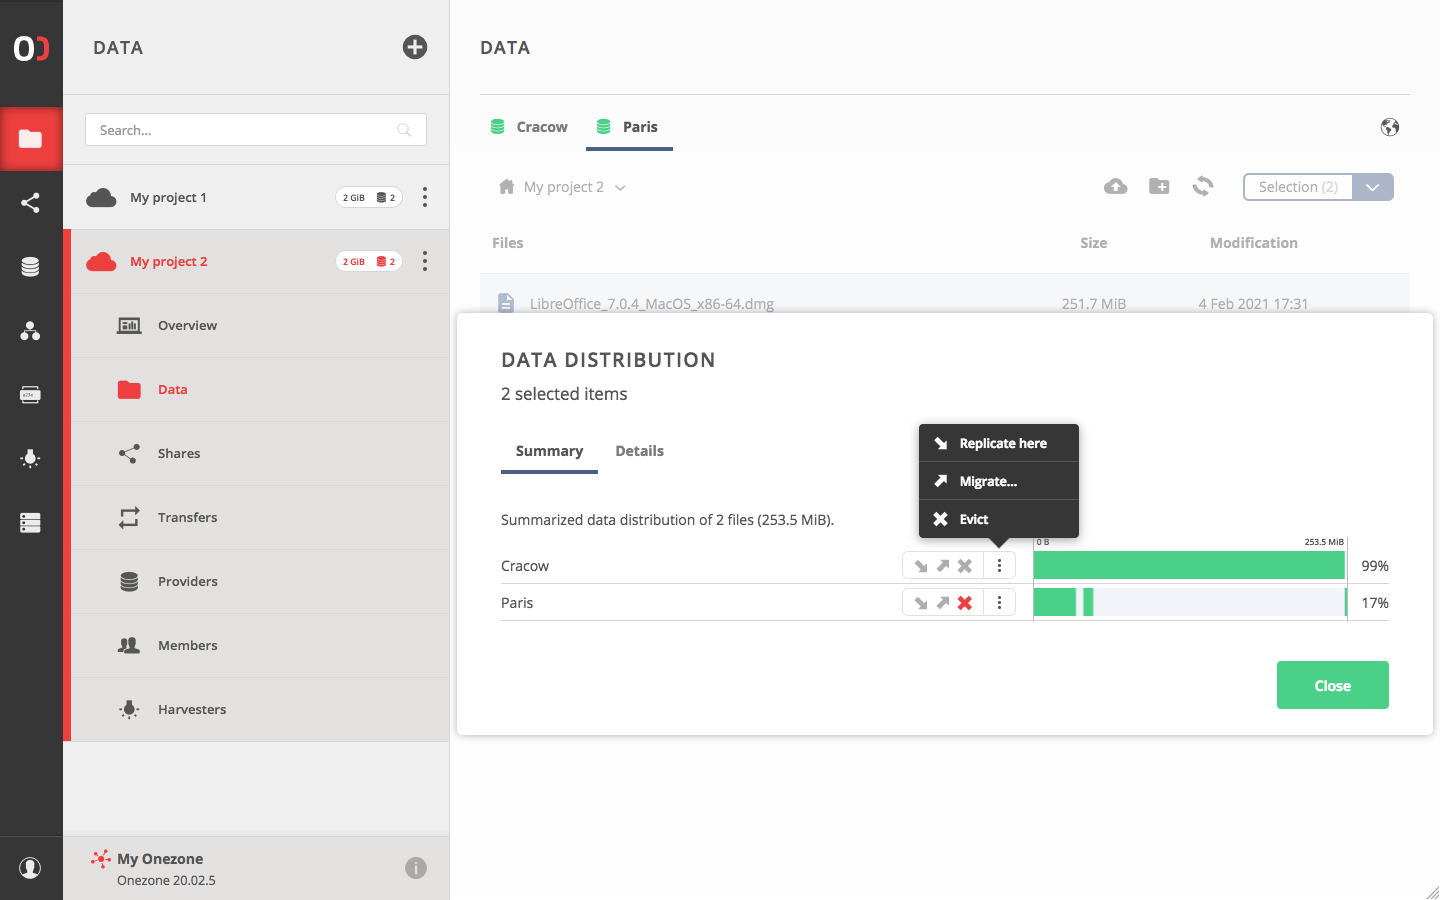 DATA
Search...
My project 1
2 GiB
2
My project 2
2 GiB
2
Overview
Data
Shares
Transfers
Providers
Members
Harvesters
My Onezone
Onezone 20.02.5
DATA
Cracow
Paris
My project 2
Selection (2)
Files
Size
Modification
LibreOffice_7.0.4_MacOS_x86-64.dmg
251.7 MiB
4 Feb 2021 17:31
DATA DISTRIBUTION
2 selected items
Summary
Details
Replicate here
Migrate...
Evict
Summarized data distribution of 2 files (253.5 MiB).
0 B
253.5 MiB
Cracow
99%
Paris
17%
Close